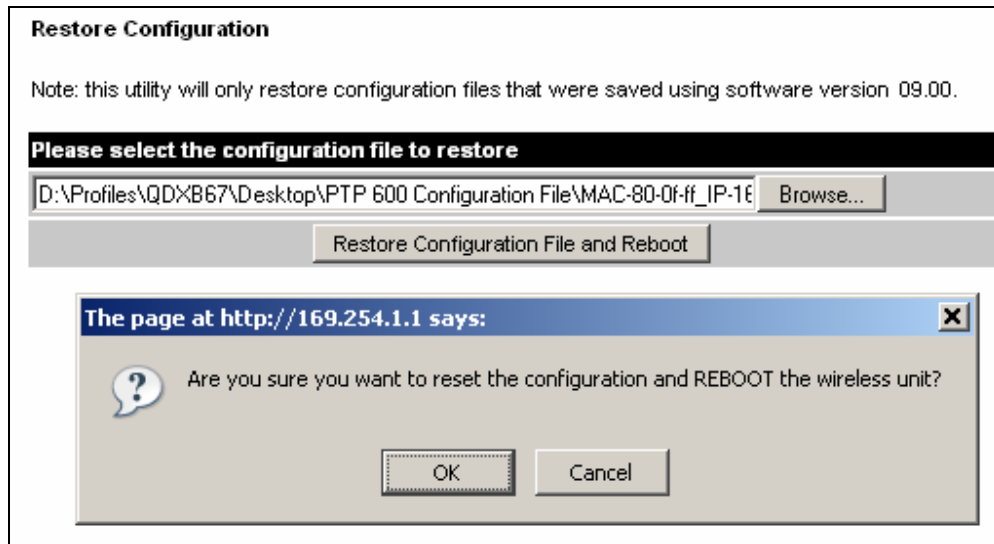 Restore Configuration
Note: this utility will only restore configuration files that were saved using software version 09.00.
Please select the configuration file to restore
D:\Profiles\QDXB67\Desktop\PTP 600 Configuration File\MAC-80-0f-ff_IP-16 Browse...
Restore Configuration File and Reboot
The page at http://169.254.1.1 says:
Are you sure you want to reset the configuration and REBOOT the wireless unit?
OK Cancel